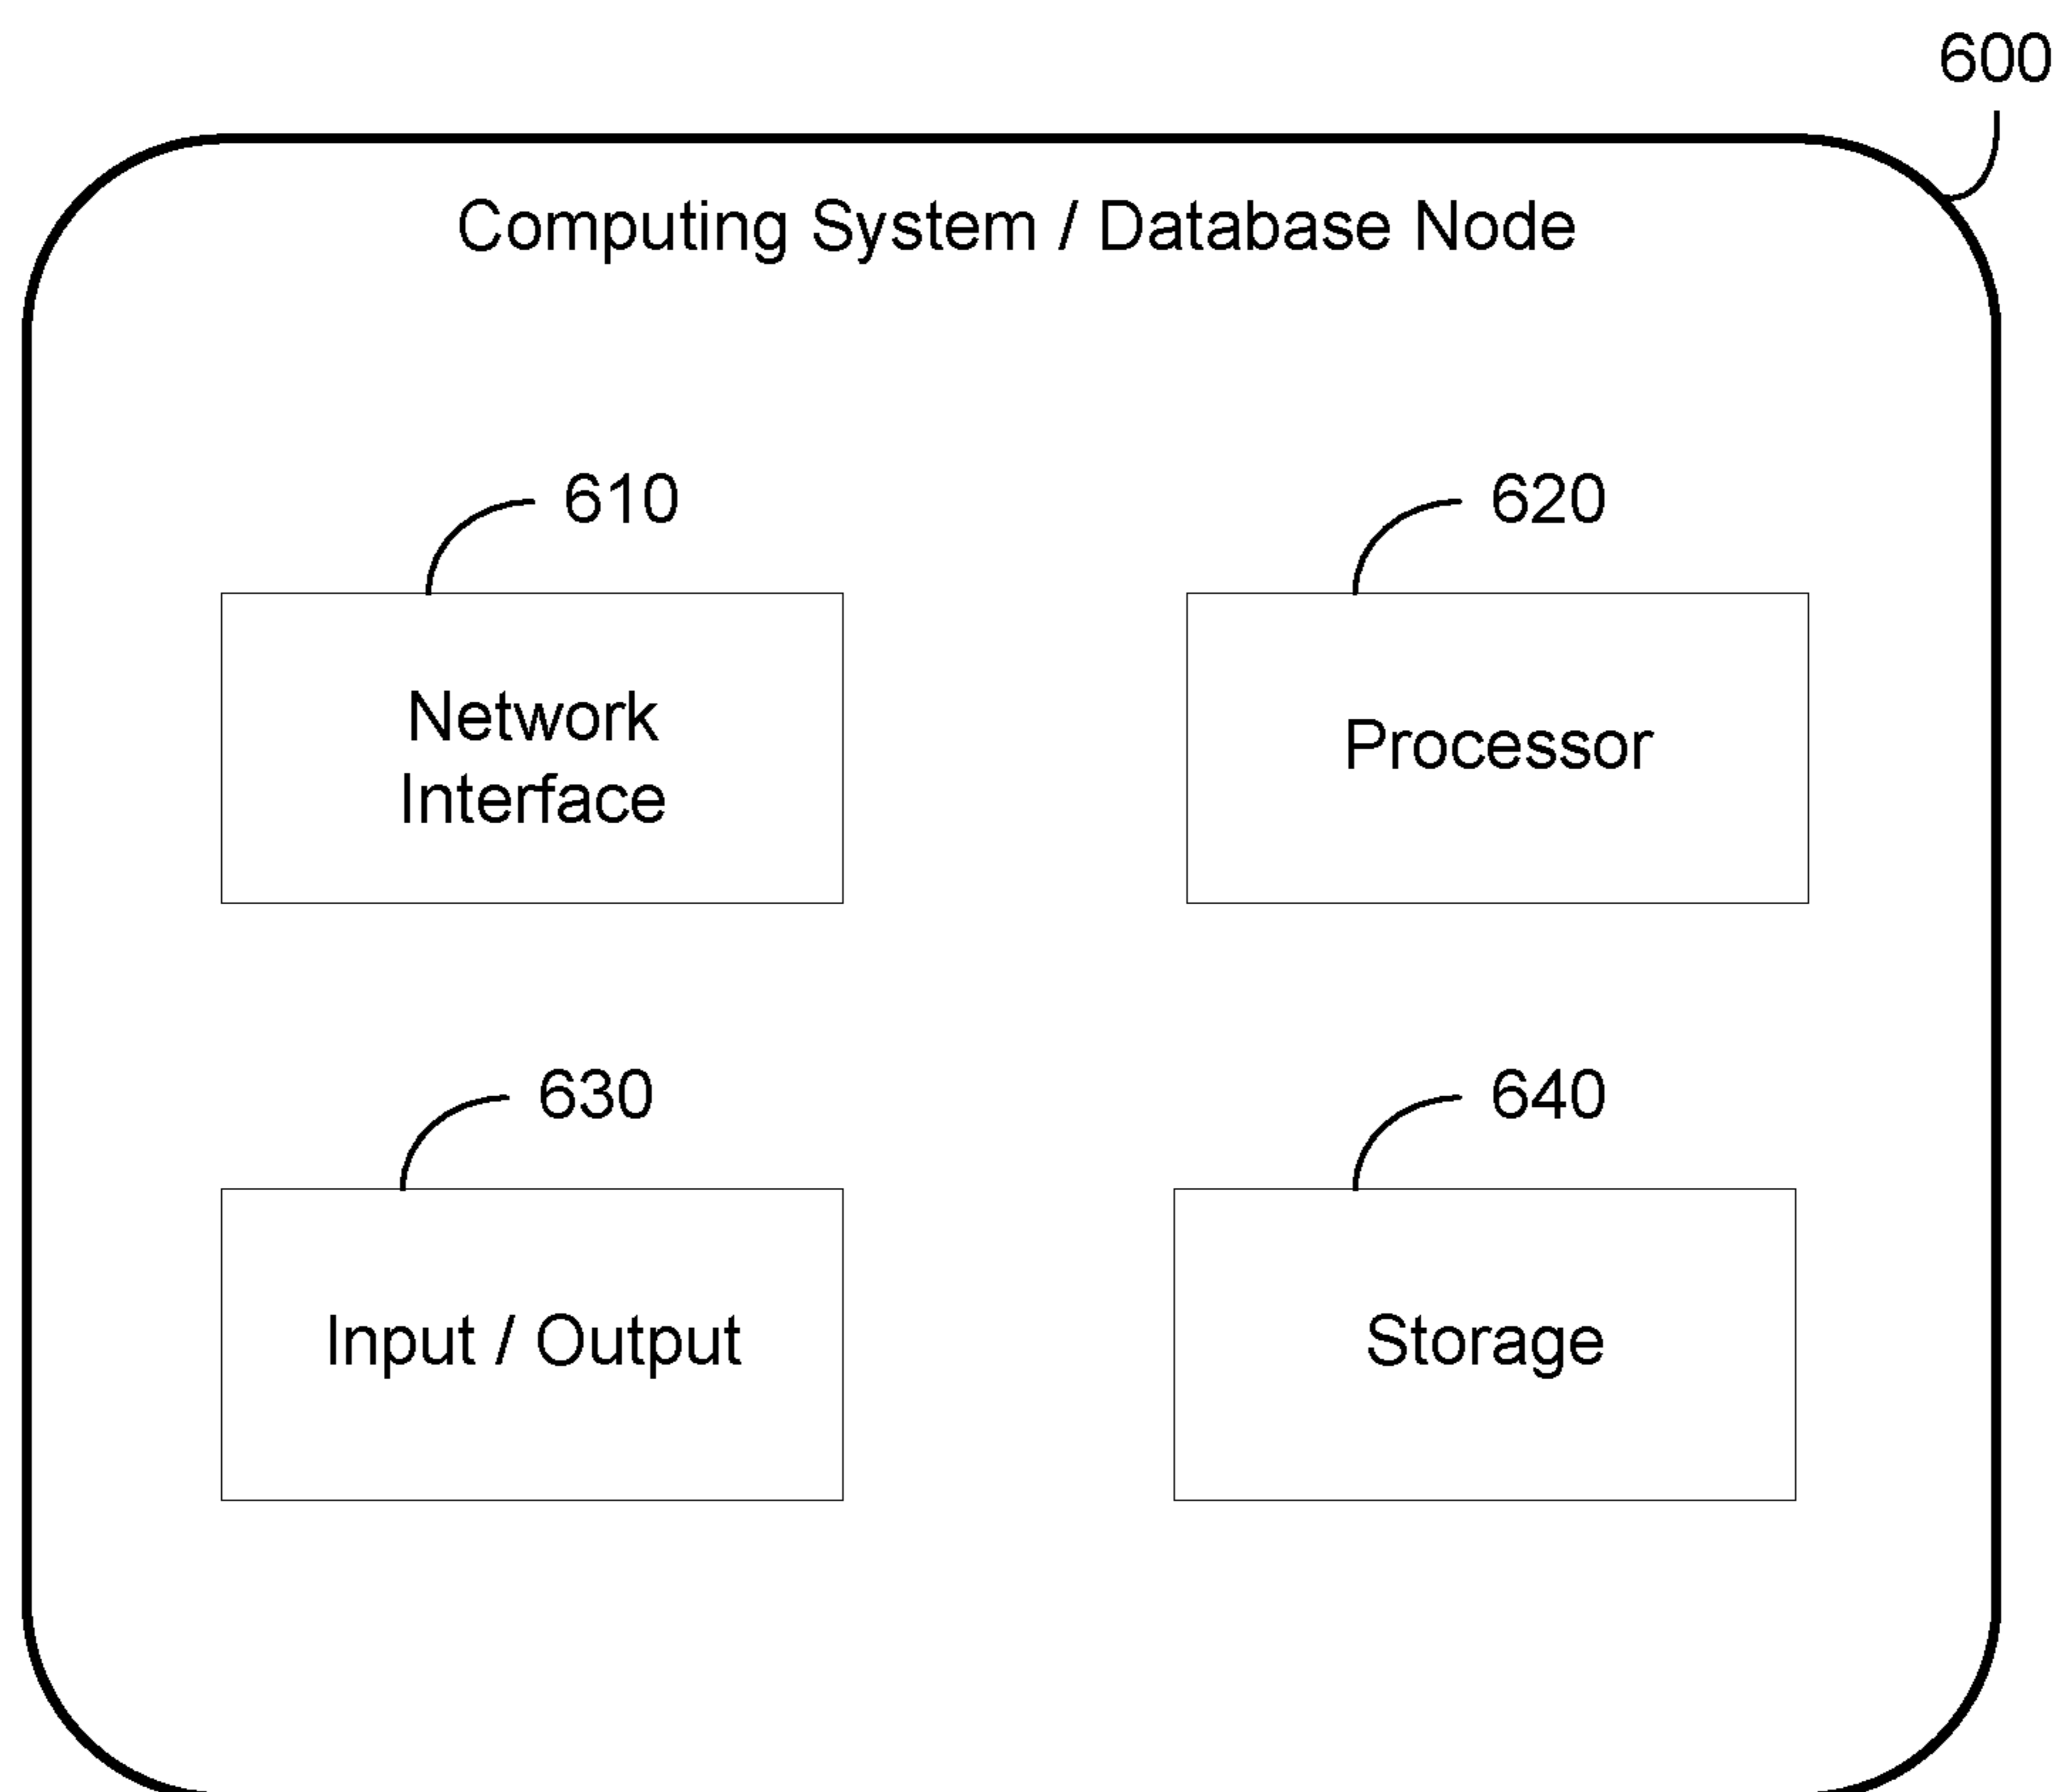 600
Computing System / Database Node
610
620
Network
Interface
Processor
630
640
Input / Output
Storage